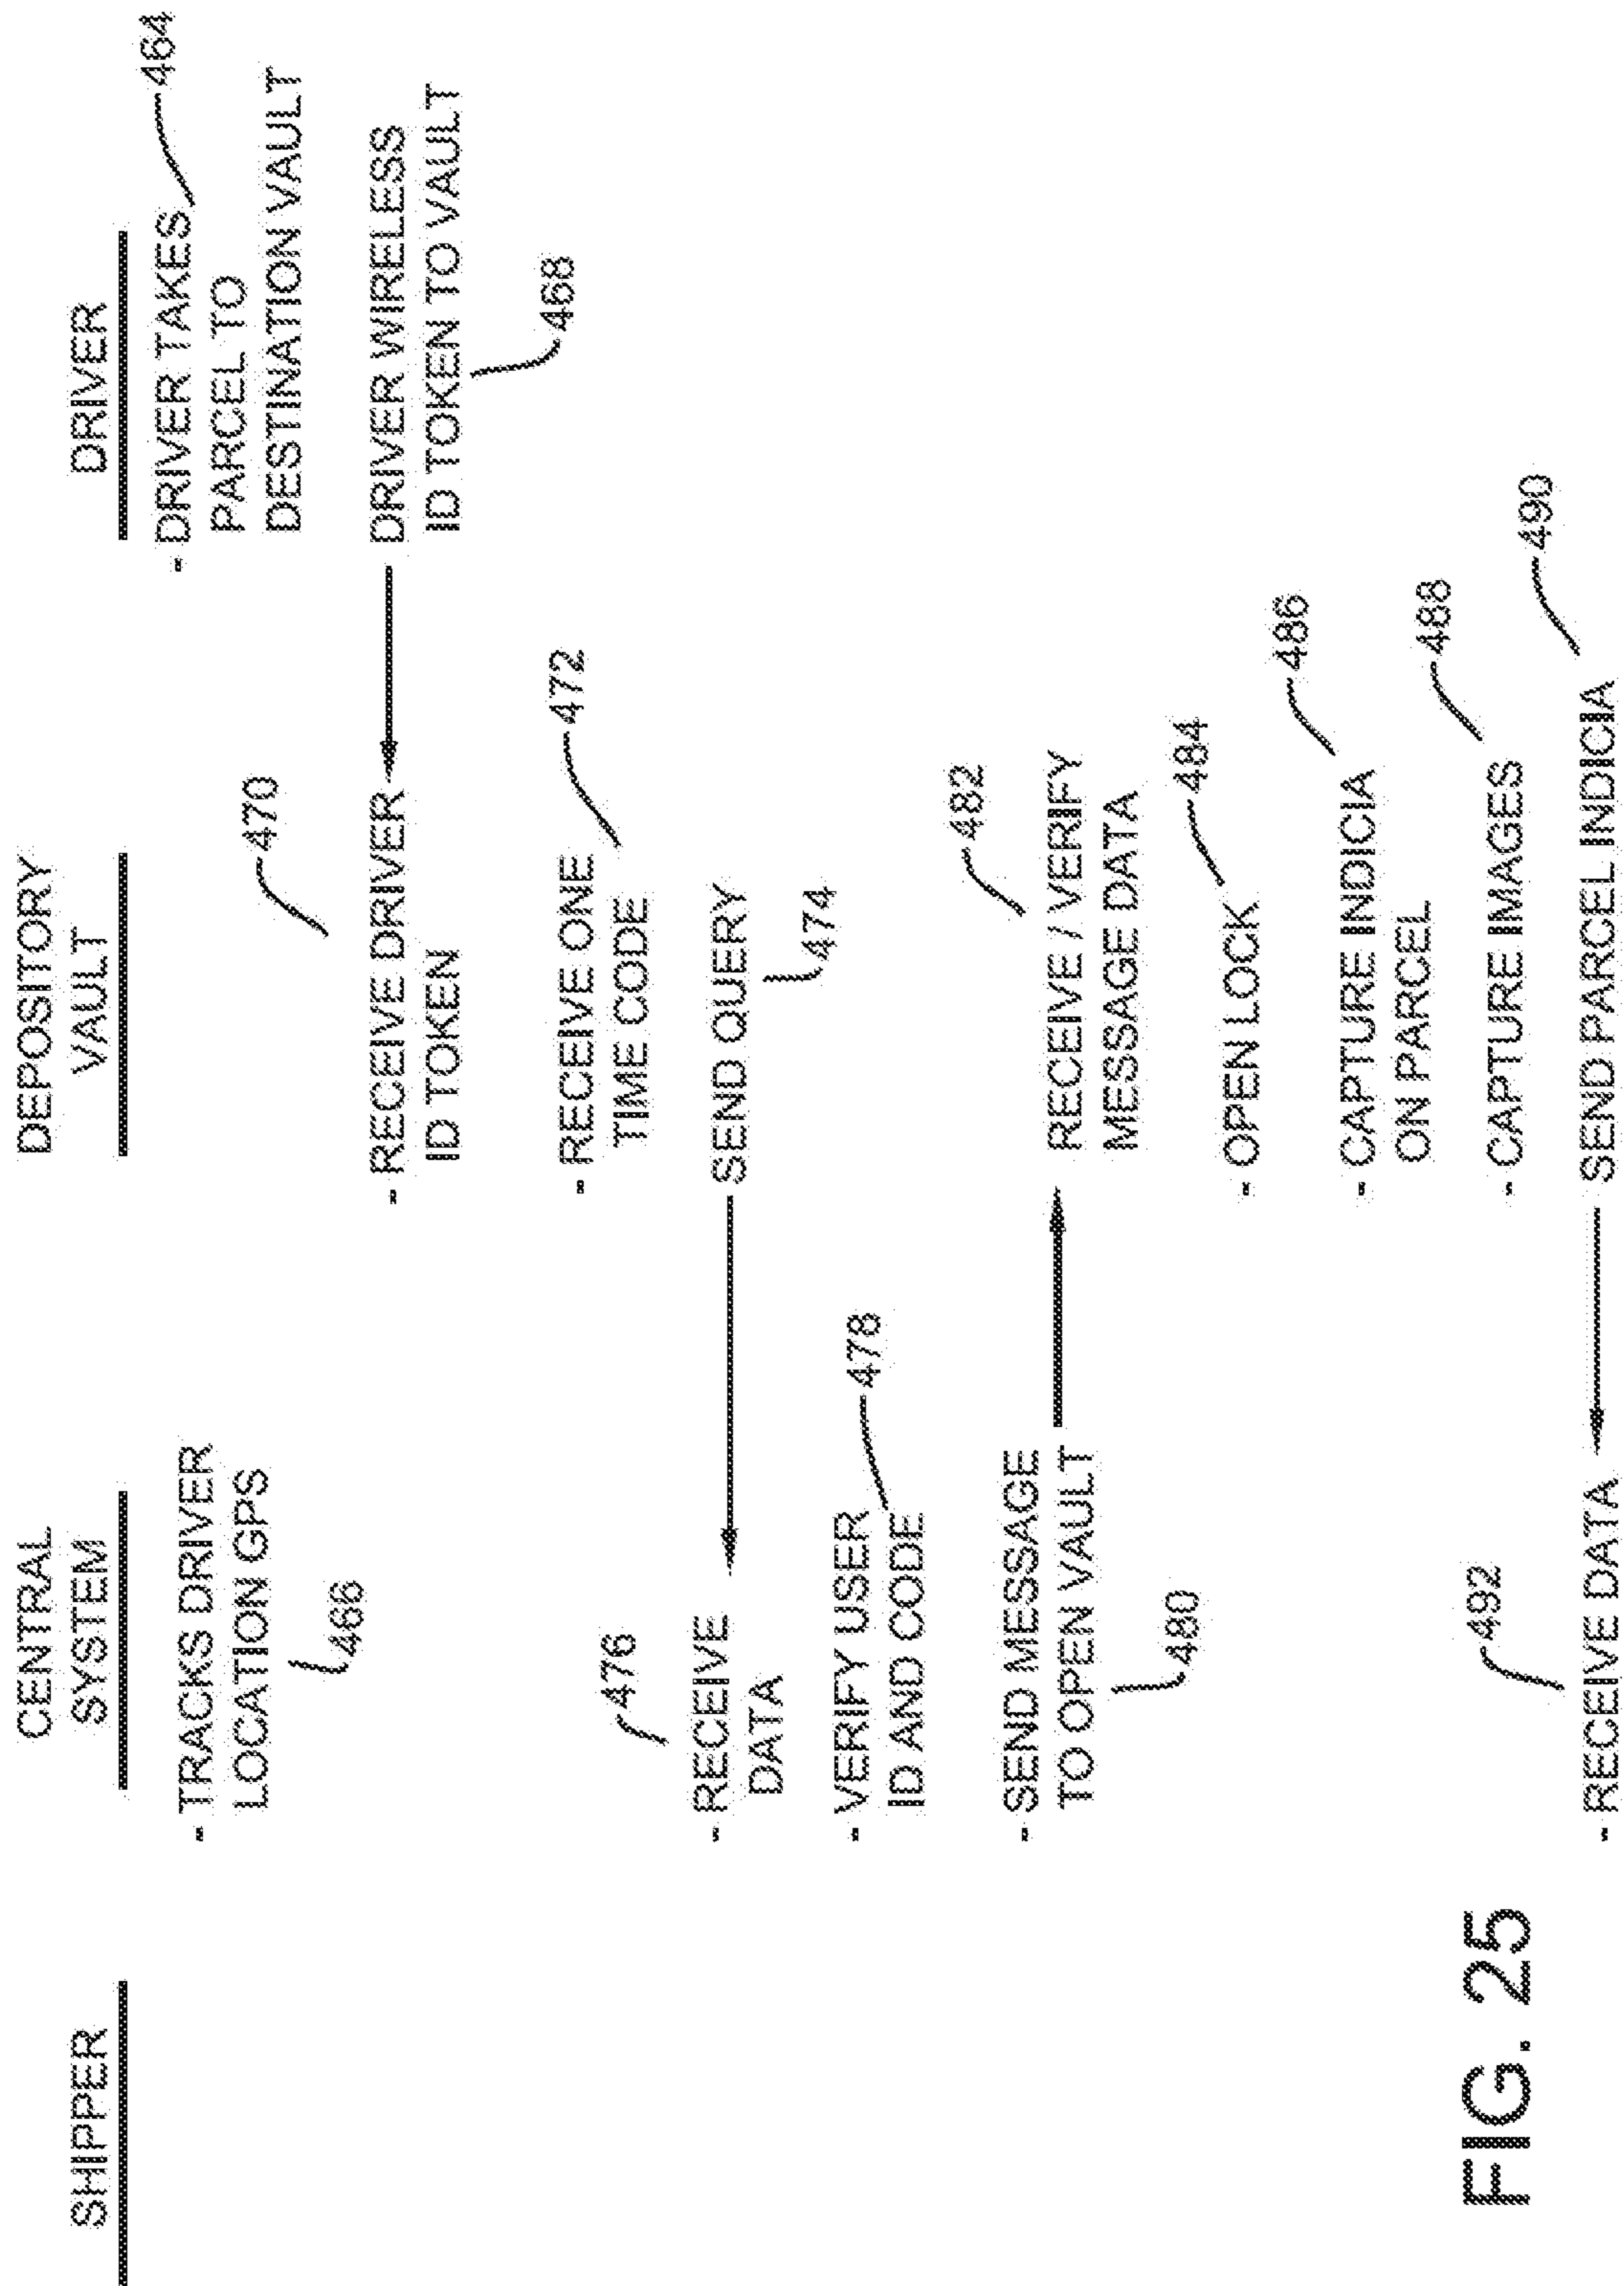 SHIPPER
CENTRAL
SYSTEM
DEPOSITORY
VAULT
DRIVER
- TRACKS DRIVER
LOCATION GPS
466
- DRIVER TAKES
PARCEL TO
DESTINATION VAULT
464
470
- RECEIVE DRIVER
ID TOKEN
DRIVER WIRELESS
ID TOKEN TO VAULT
468
- RECEIVE ONE
TIME CODE
472
476
- RECEIVE
DATA
SEND QUERY
474
- VERIFY USER
ID AND CODE
478
- SEND MESSAGE
TO OPEN VAULT
480
482
RECEIVE / VERIFY
MESSAGE DATA
- OPEN LOCK
484
- CAPTURE INDICIA
ON PARCEL
486
- CAPTURE IMAGES
488
492
- RECEIVE DATA
SEND PARCEL INDICIA
490
FIG. 25